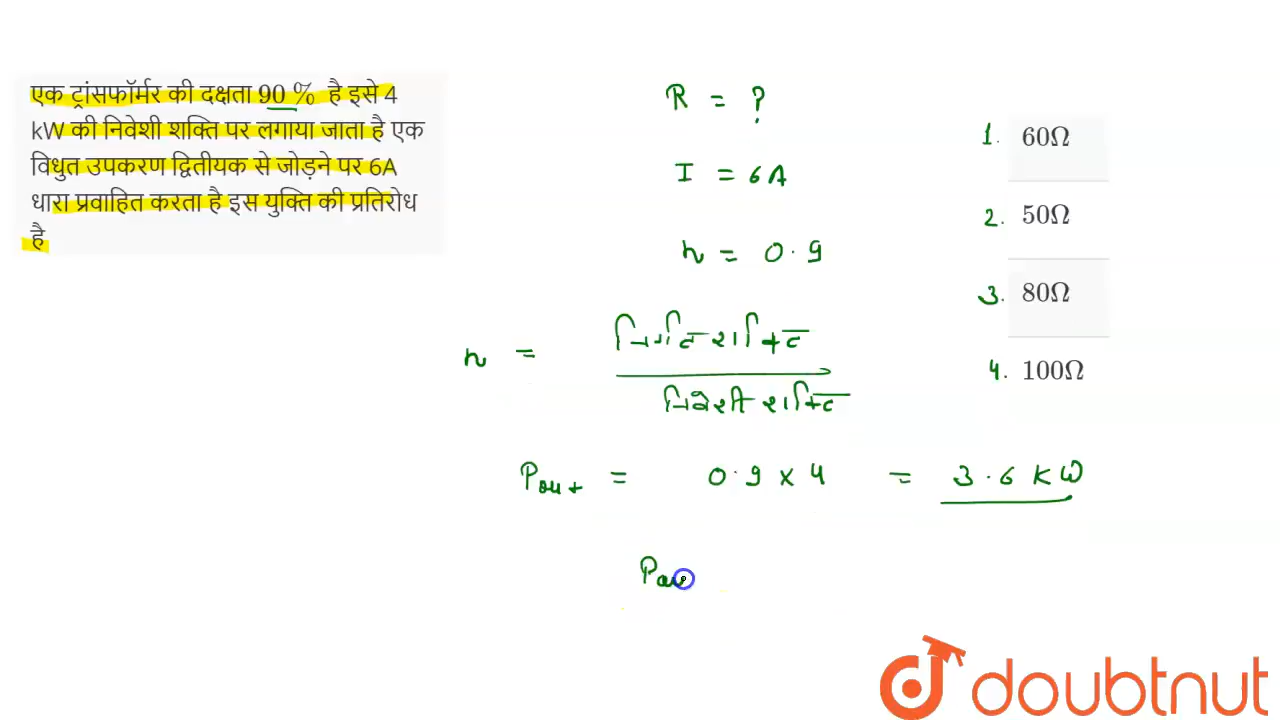 एक ट्रांसफॉर्मर की दक्षता 90 % है इसे 4
kW की निवेशी शक्ति पर लगाया जाता है एक
विधुत उपकरण द्वितीयक से जोड़ने पर 6A
धारा प्रवाहित करता है इस युक्ति की प्रतिरोध
है
R = ?
I = 6A
η = 0.9
η = निर्गत शक्ति
निवेशी शक्ति
Pout = 0.9 × 4 = 3.6 KW
Pou
1. 60Ω
2. 50Ω
3. 80Ω
4. 100Ω
doubtnut